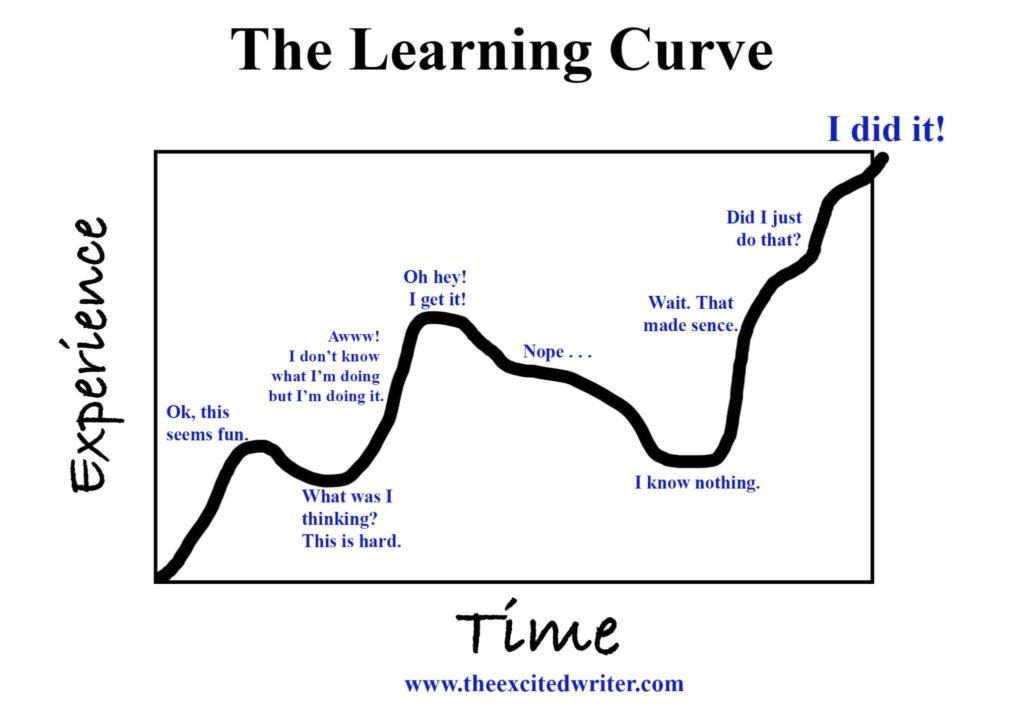 The Learning Curve
I did it!
Did I just
do that?
Oh hey!
I get it!
Wait. That
made sence.
Awww!
I don't know
what I'm doing
but I'm doing it.
Nope . . .
Ok, this
seems fun.
What was I
thinking?
This is hard.
I know nothing.
Experience
Time
www.theexcitedwriter.com